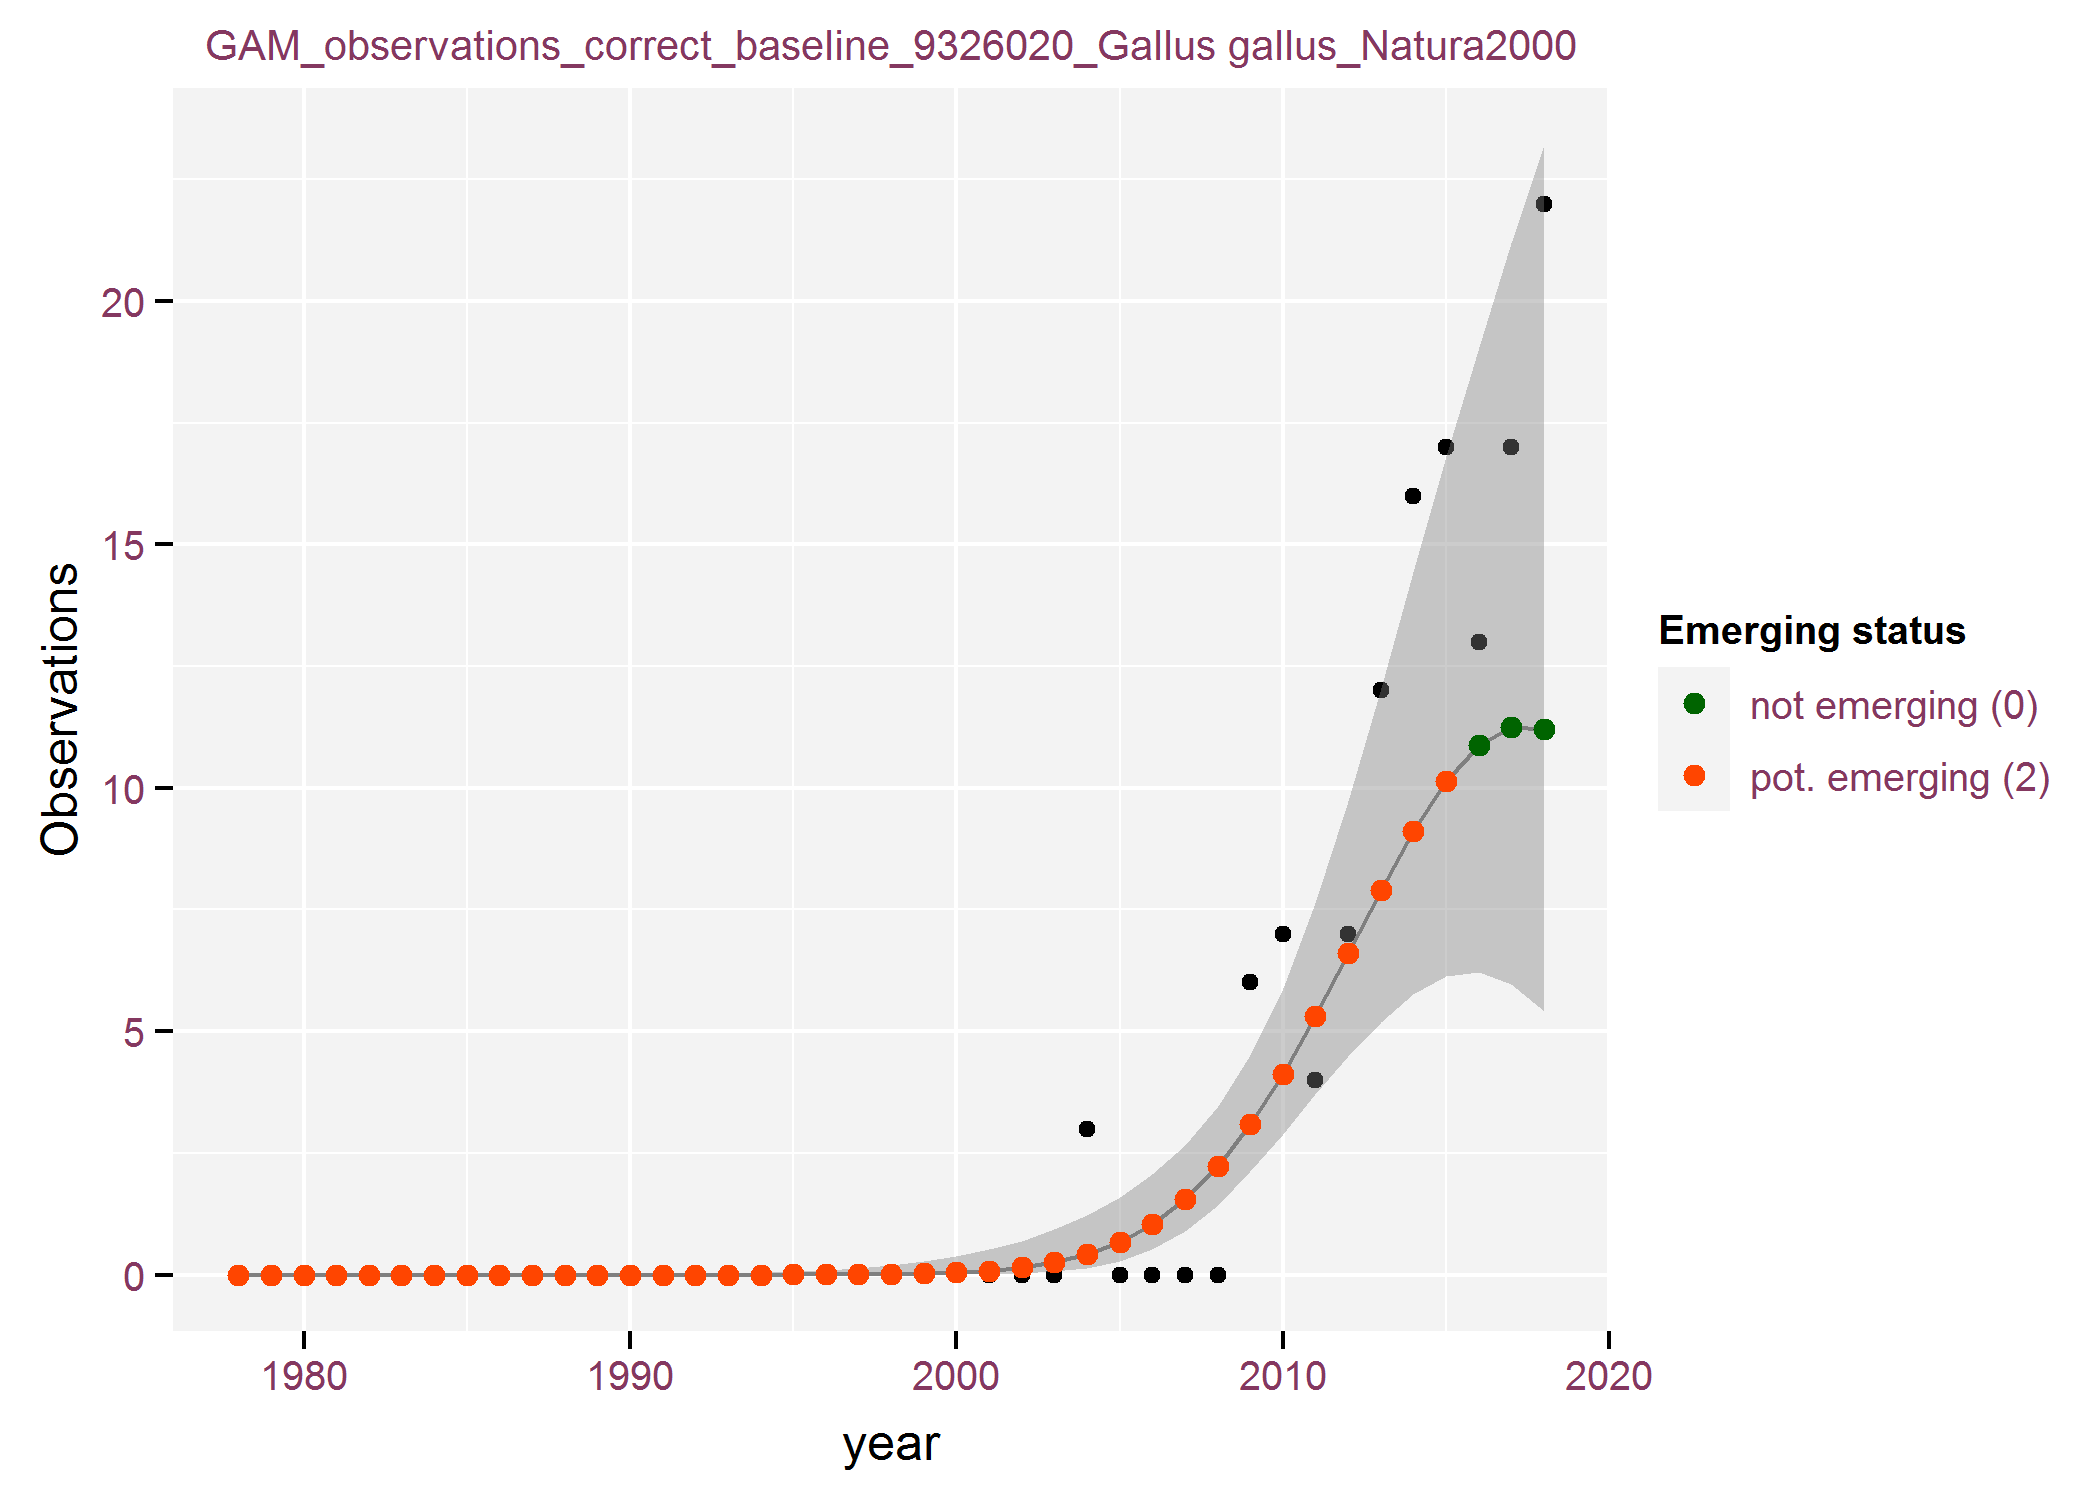 GAM_observations_correct_baseline_9326020_Gallus gallus_Natura2000
Observations
20
15
10
5
0
1980 1990 2000 2010 2020
year
Emerging status
not emerging (0)
pot. emerging (2)